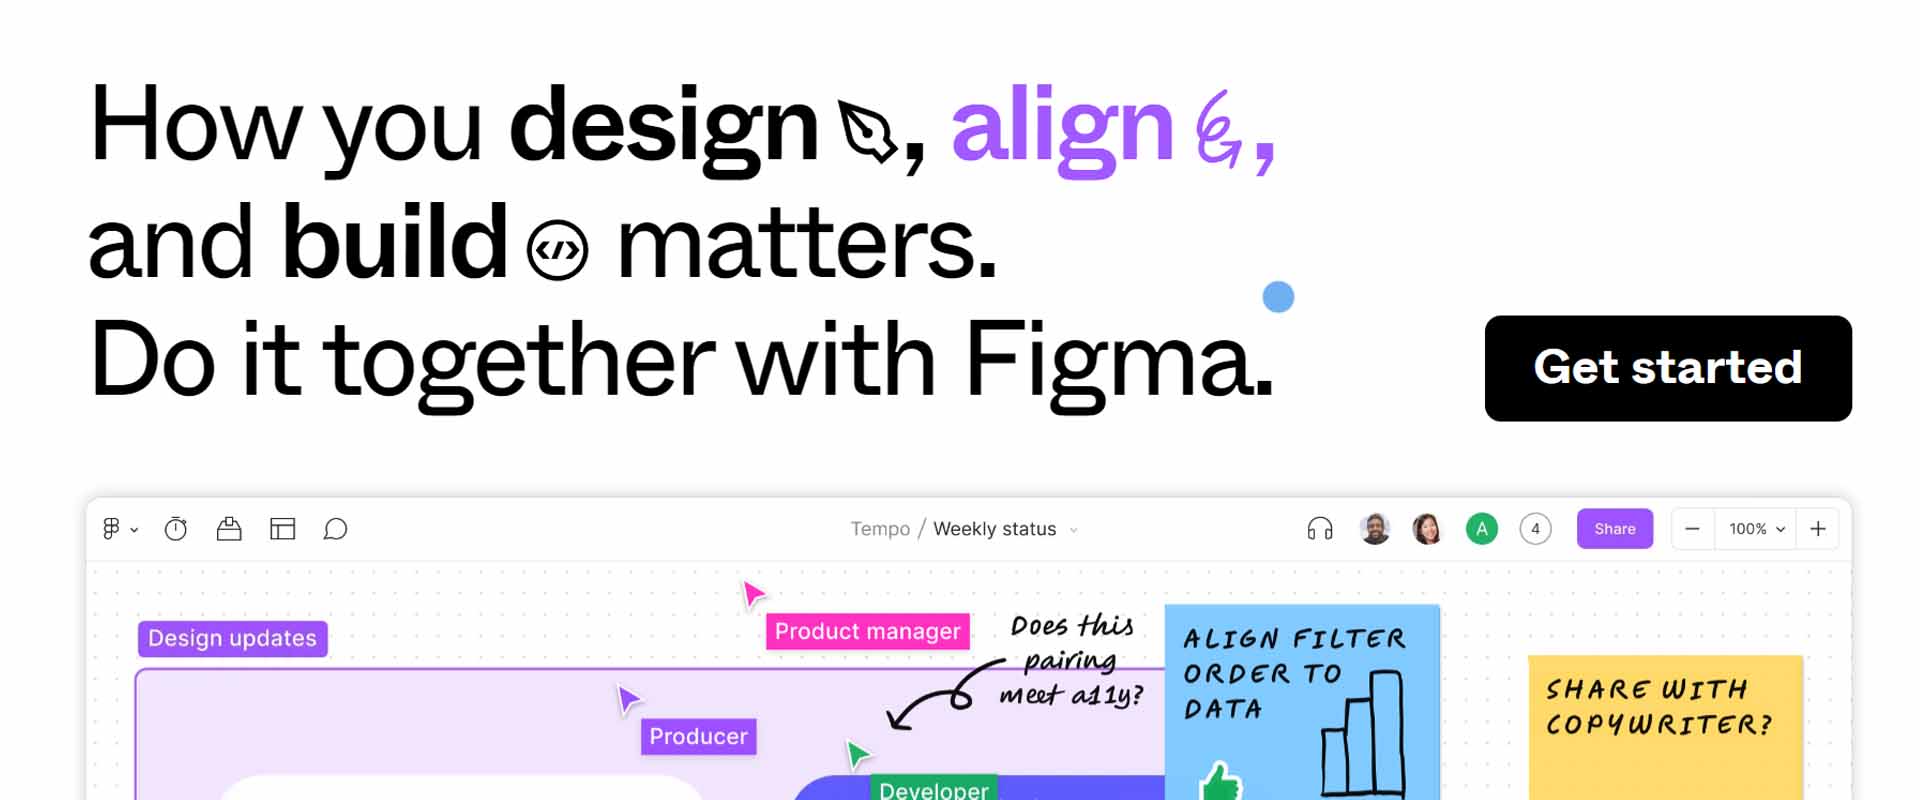 How you design, align,
and build </> matters.
Do it together with Figma.
Get started
Tempo / Weekly status
A
4
Share
100%
Design updates
Product manager
Does this
pairing
meet a11y?
ALIGN FILTER
ORDER TO
DATA
SHARE WITH
COPYWRITER?
Producer
Developer